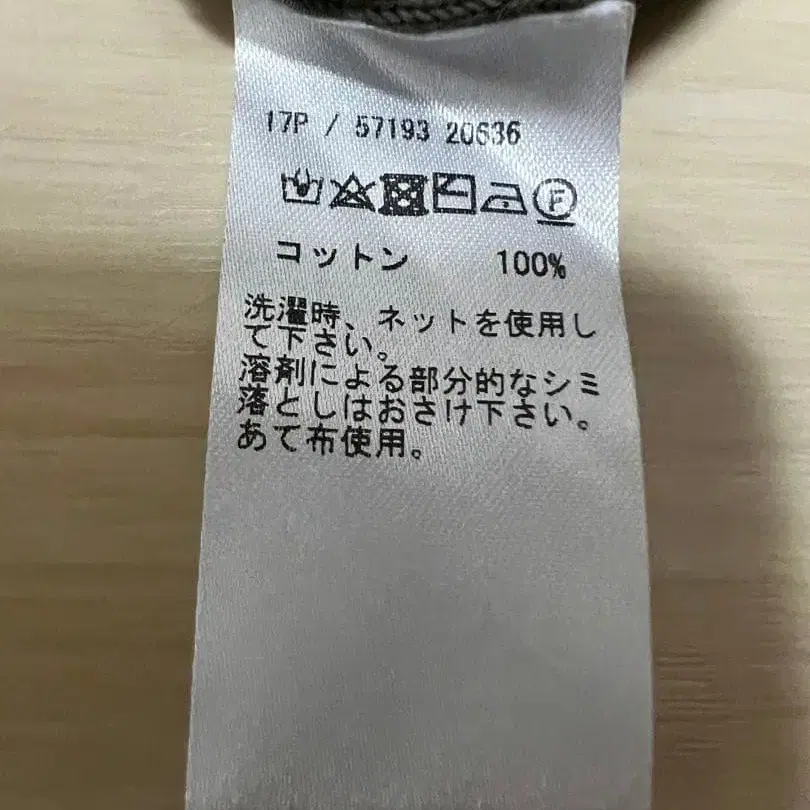 17P / 57193 20636
F
コットン 100%
洗濯時、ネットを使用し
て下さい。
溶剤による部分的なシミ
落としはおさけ下さい。
あて布使用。